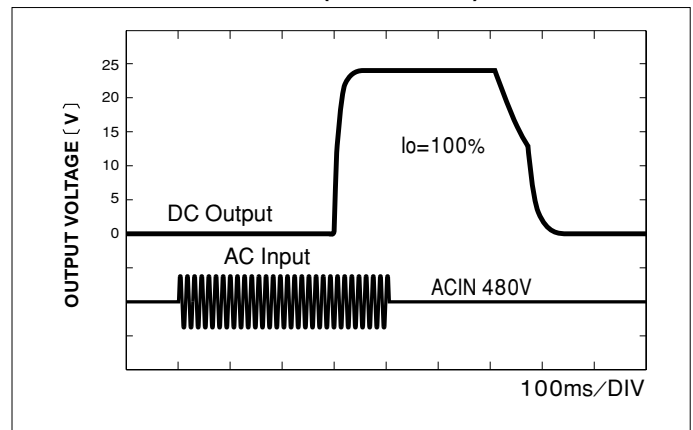 25
20
OUTPUT VOLTAGE [ V ]
15
Io=100%
10
5
DC Output
0
AC Input
ACIN 480V
100ms/DIV